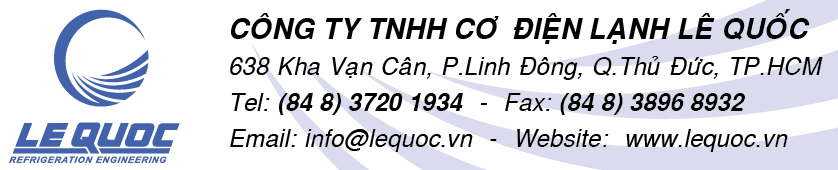 LE QUOC
REFRIGERATION ENGINEERING
CÔNG TY TNHH CƠ ĐIỆN LẠNH LÊ QUỐC
638 Kha Vạn Cân, P.Linh Đông, Q.Thủ Đức, TP.HCM
Tel: (84 8) 3720 1934 - Fax: (84 8) 3896 8932
Email: info@lequoc.vn - Website: www.lequoc.vn